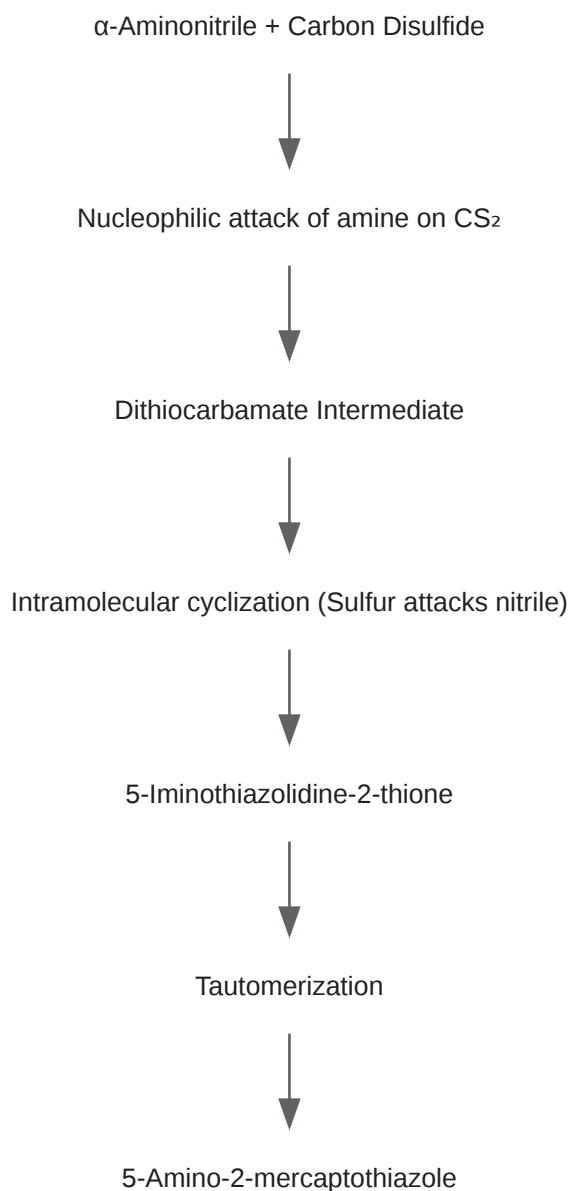 α-Aminonitrile + Carbon Disulfide
Nucleophilic attack of amine on CS₂
Dithiocarbamate Intermediate
Intramolecular cyclization (Sulfur attacks nitrile)
5-Iminothiazolidine-2-thione
Tautomerization
5-Amino-2-mercaptothiazole